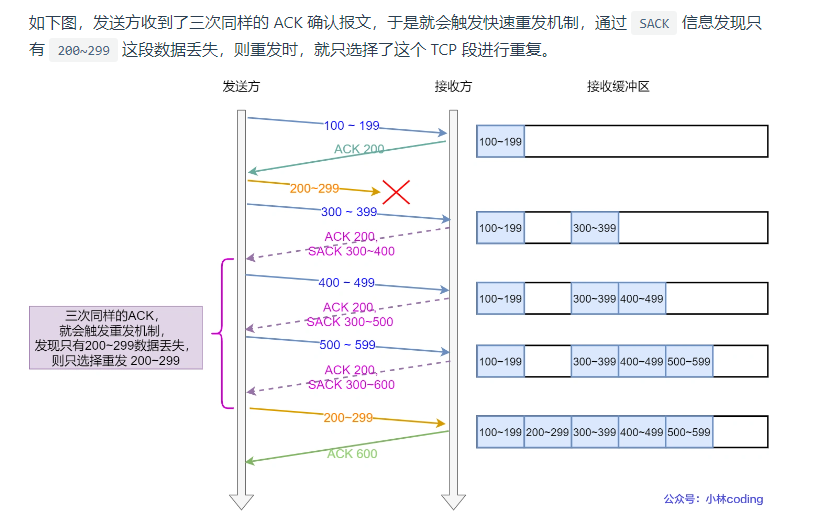 如下图，发送方收到了三次同样的 ACK 确认报文，于是就会触发快速重发机制，通过 SACK 信息发现只
有 200~299 这段数据丢失，则重发时，就只选择了这个 TCP 段进行重复。
发送方
接收方
接收缓冲区
100 ~ 199
100~199
ACK 200
200~299
300 ~ 399
100~199
300~399
ACK 200,
SACK 300~400
400 ~ 499
100~199
300~399
400~499
ACK 200,
SACK 300~500
三次同样的ACK，
就会触发重发机制，
发现只有200~299数据丢失，
则只选择重发 200~299
500 ~ 599
100~199
300~399
400~499
500~599
ACK 200,
SACK 300~600
200~299
100~199
200~299
300~399
400~499
500~599
ACK 600
公众号：小林coding